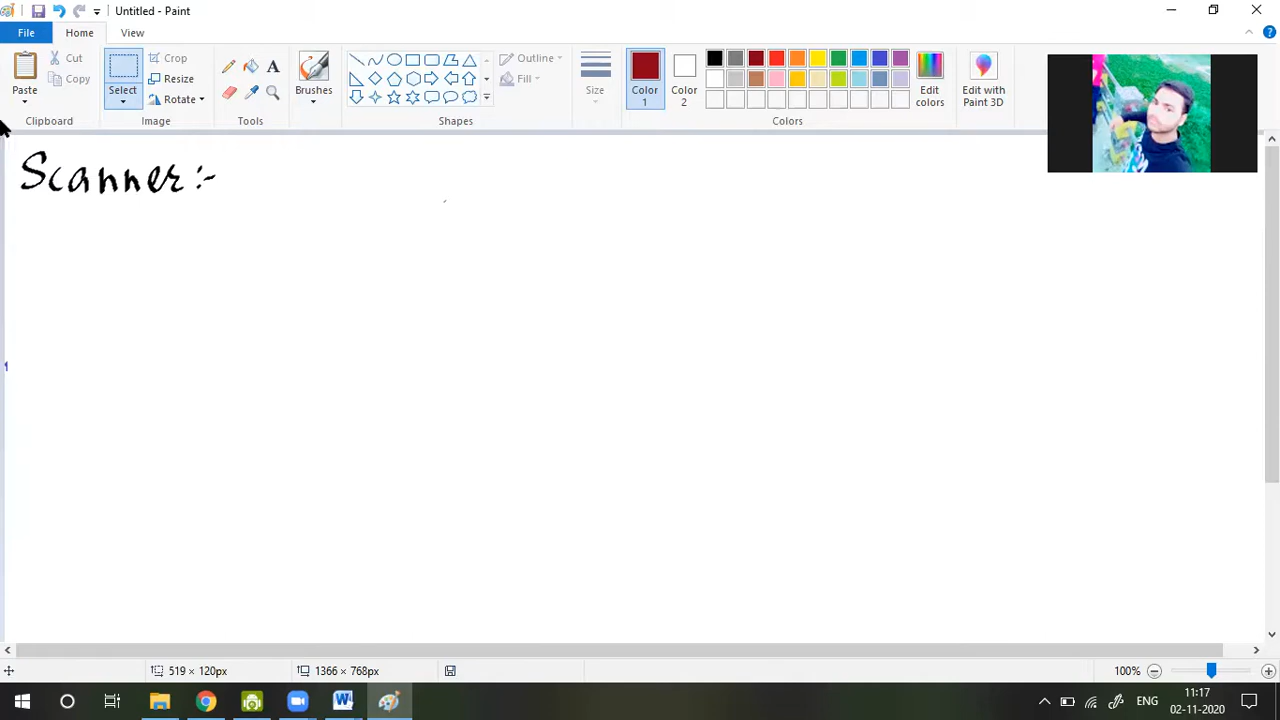 Untitled - Paint
File Home View
Paste
Cut
Copy
Clipboard
Select
Crop
Resize
Rotate
Image
Tools
Brushes
Shapes
Outline
Fill
Size
Color 1
Color 2
Colors
Edit colors
Edit with Paint 3D
Scanner :-
519 × 120px
1366 × 768px
100%
ENG
11:17
02-11-2020